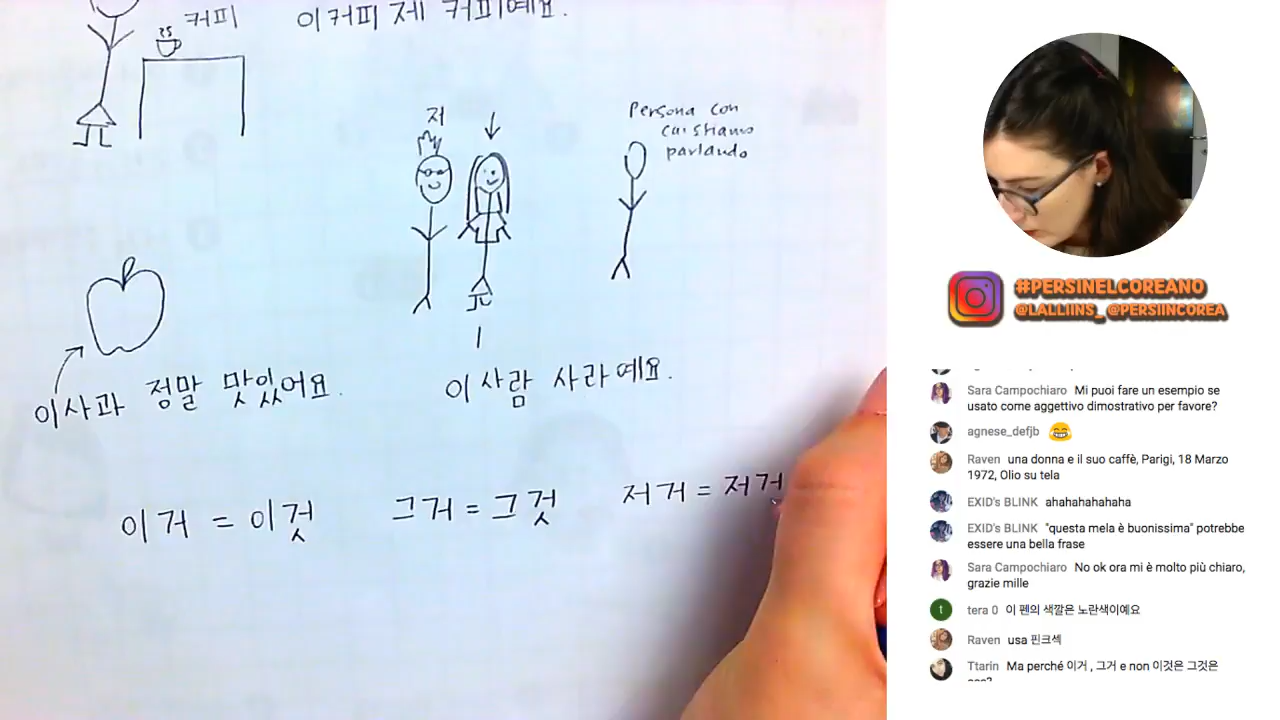 커피
이 커피 제 커피예요.
저
Persona con
cui stiamo
parlando
이 사과 정말 맛있어요.
이 사람 사라예요.
이거 = 이것
그거 = 그것
저거 = 저거
#PERSINELCOREANO
@LALLIINS_ @PERSIINCOREA
Sara Campochiaro Mi puoi fare un esempio se
usato come aggettivo dimostrativo per favore?
agnese_defjb 😂
Raven una donna e il suo caffè, Parigi, 18 Marzo
1972, Olio su tela
EXID's BLINK ahahahahahaha
EXID's BLINK "questa mela è buonissima" potrebbe
essere una bella frase
Sara Campochiaro No ok ora mi è molto più chiaro,
grazie mille
t tera 0 이 펜의 색깔은 노란색이예요
Raven usa 핀크섹
Ttarin Ma perché 이거 , 그거 e non 이것은 그것은